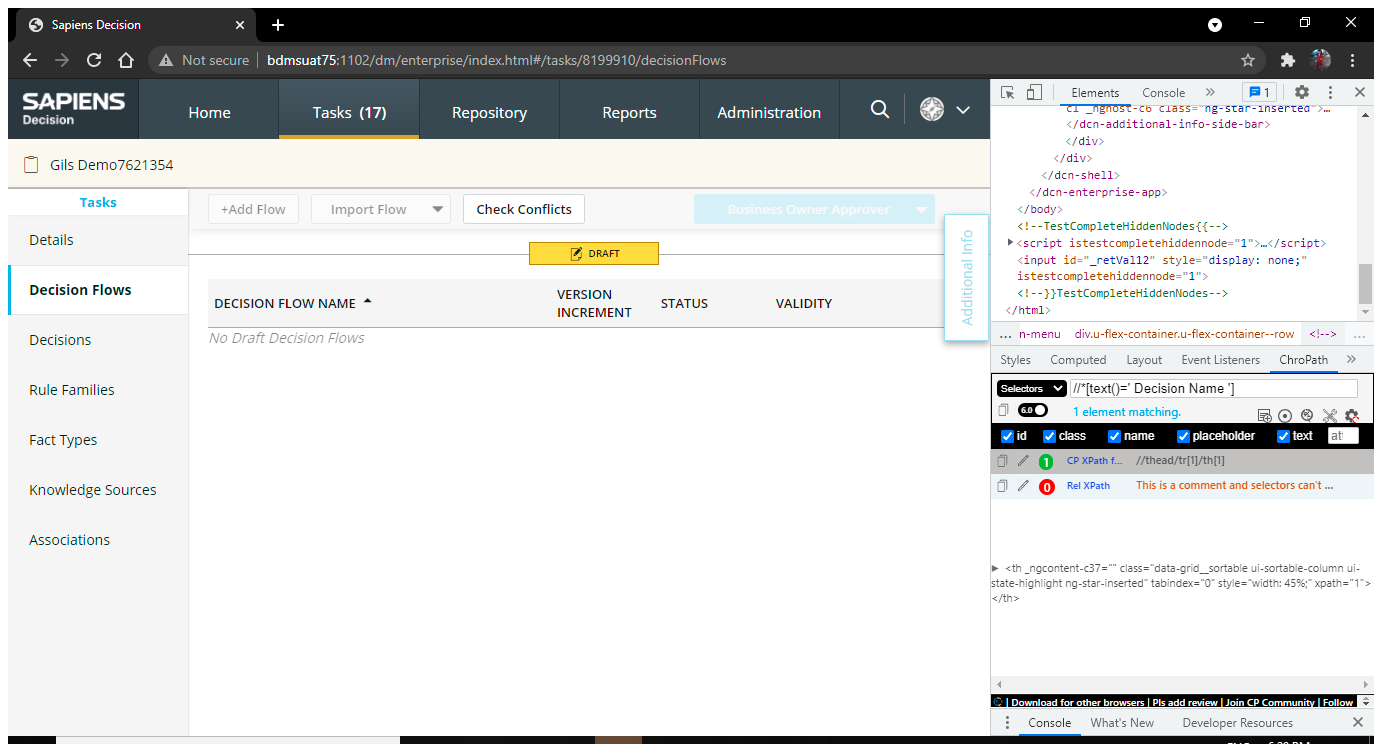 Sapiens Decision
Not secure
bdmsuat75:1102/dm/enterprise/index.html#/tasks/8199910/decisionFlows
SAPIENS
Decision
Home
Tasks (17)
Repository
Reports
Administration
Gils Demo7621354
Tasks
Details
Decision Flows
Decisions
Rule Families
Fact Types
Knowledge Sources
Associations
+Add Flow
Import Flow
Check Conflicts
Business Owner Approver
DRAFT
Additional Info
DECISION FLOW NAME
VERSION
INCREMENT
STATUS
VALIDITY
No Draft Decision Flows
Elements
Console
»
1
cl _nghost-c6 class="ng-star-inserted">…
</dcn-additional-info-side-bar>
</div>
</div>
</dcn-shell>
</dcn-enterprise-app>
</body>
<!--TestCompleteHiddenNodes{{-->
<script istestcompletehiddennode="1">…</script>
<input id="_retVal12" style="display: none;"
istestcompletehiddennode="1">
<!--}}TestCompleteHiddenNodes-->
</html>
… n-menu div.u-flex-container.u-flex-container--row <!--> …
Styles
Computed
Layout
Event Listeners
ChroPath
»
Selectors
//*[text()=' Decision Name ']
6.0
1 element matching.
id
class
name
placeholder
text
at
1 CP XPath f... //thead/tr[1]/th[1]
0 Rel XPath This is a comment and selectors can't ...
<th _ngcontent-c37="" class="data-grid__sortable ui-sortable-column ui-
state-highlight ng-star-inserted" tabindex="0" style="width: 45%;" xpath="1">
</th>
| Download for other browsers | Pls add review | Join CP Community | Follow
Console
What's New
Developer Resources